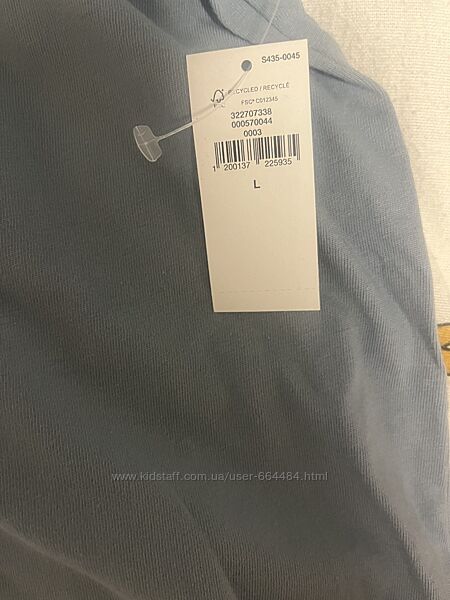 S435-0045
RECYCLED / RECYCLÉ
FSC® C012345
322707338
000570044
0003
1 200137 225935
L
www.kidstaff.com.ua/user-664484.html